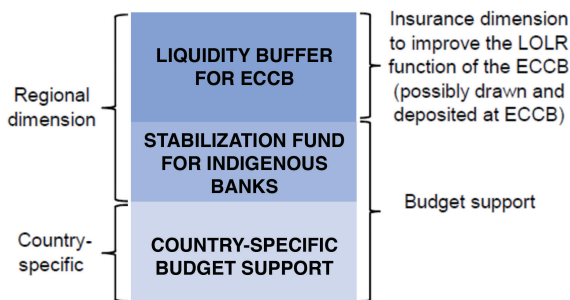 Regional
dimension
Country-
specific
LIQUIDITY BUFFER
FOR ECCB
STABILIZATION FUND
FOR INDIGENOUS
BANKS
COUNTRY-SPECIFIC
BUDGET SUPPORT
Insurance dimension
to improve the LOLR
function of the ECCB
(possibly drawn and
deposited at ECCB)
Budget support